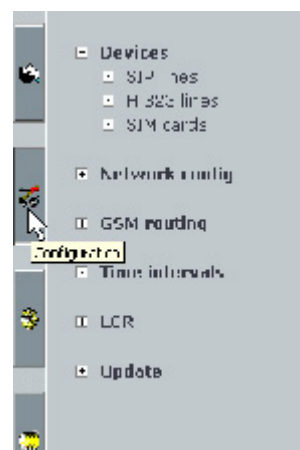 Devices
SIP lines
H 323 lines
SIM cards
Network config
GSM routing
Configuration
Time intervals
LCR
Update